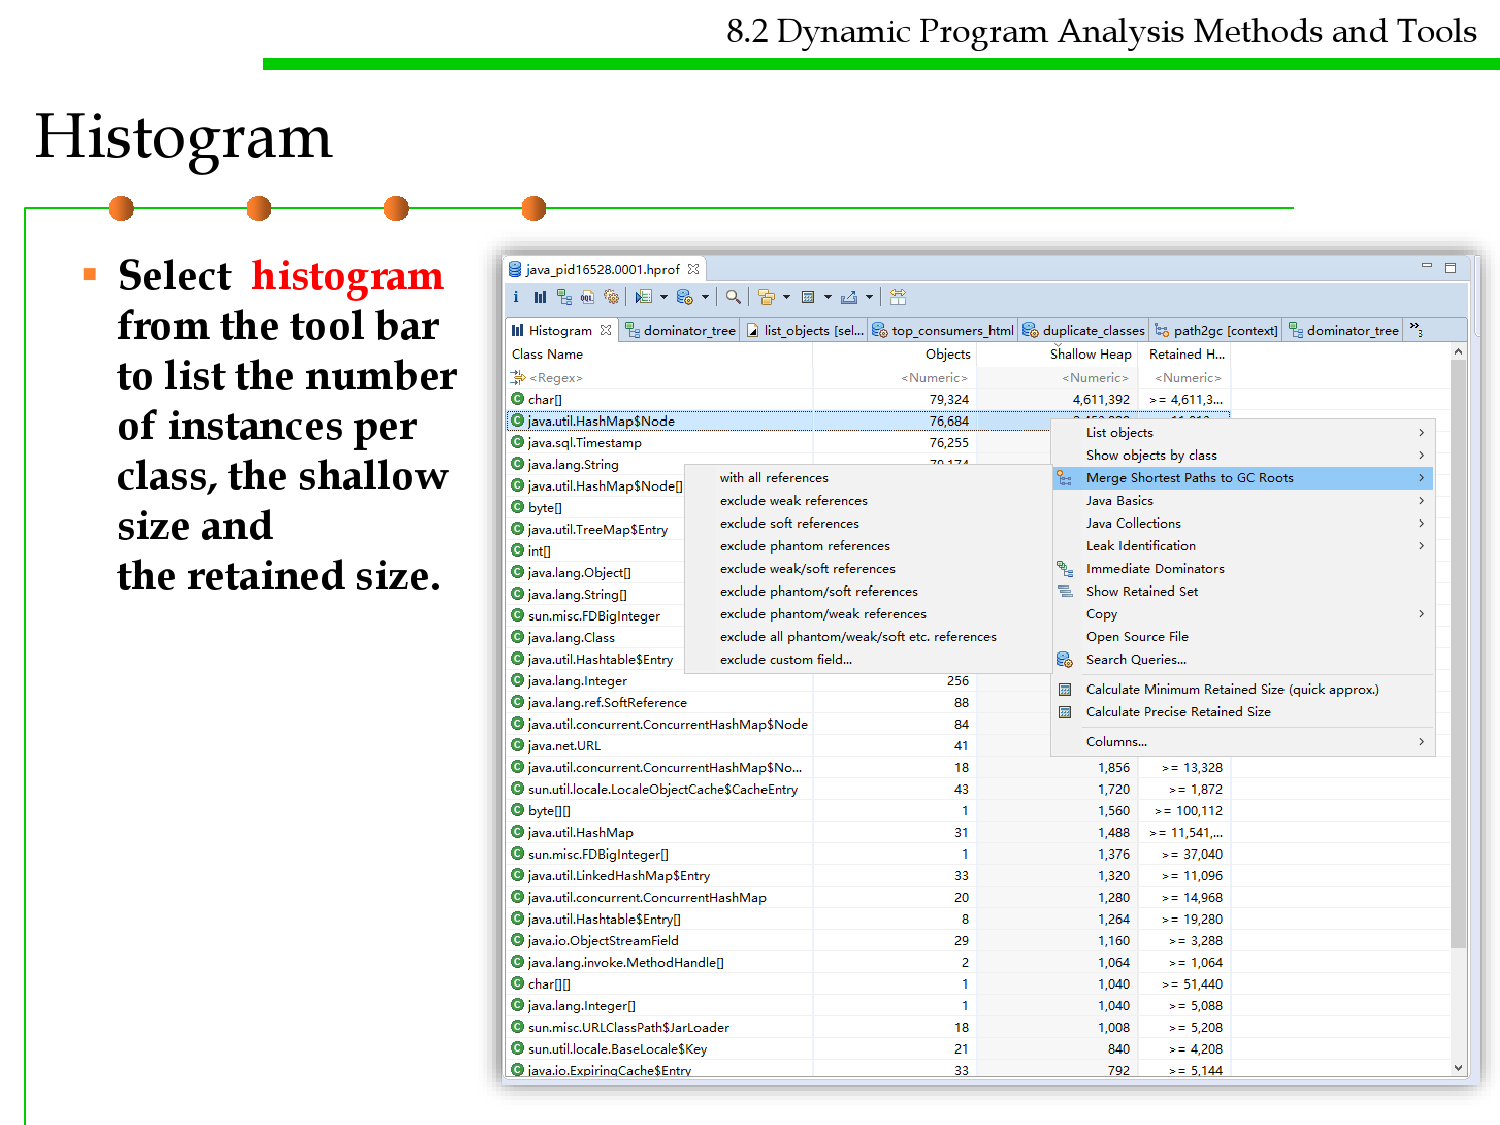 8.2 Dynamic Program Analysis Methods and Tools
Histogram
Select histogram
from the tool bar
to list the number
of instances per
class, the shallow
size and
the retained size.
java_pid16528.0001.hprof
Histogram dominator_tree list_objects [sel... top_consumers_html duplicate_classes path2gc [context] dominator_tree »3
Class Name Objects Shallow Heap Retained H...
<Regex> <Numeric> <Numeric> <Numeric>
char[] 79,324 4,611,392 >= 4,611,3...
java.util.HashMap$Node 76,684
java.sql.Timestamp 76,255
java.lang.String
java.util.HashMap$Node[]
byte[]
java.util.TreeMap$Entry
int[]
java.lang.Object[]
java.lang.String[]
sun.misc.FDBigInteger
java.lang.Class
java.util.Hashtable$Entry
java.lang.Integer 256
java.lang.ref.SoftReference 88
java.util.concurrent.ConcurrentHashMap$Node 84
java.net.URL 41
java.util.concurrent.ConcurrentHashMap$No... 18 1,856 >= 13,328
sun.util.locale.LocaleObjectCache$CacheEntry 43 1,720 >= 1,872
byte[][] 1 1,560 >= 100,112
java.util.HashMap 31 1,488 >= 11,541,...
sun.misc.FDBigInteger[] 1 1,376 >= 37,040
java.util.LinkedHashMap$Entry 33 1,320 >= 11,096
java.util.concurrent.ConcurrentHashMap 20 1,280 >= 14,968
java.util.Hashtable$Entry[] 8 1,264 >= 19,280
java.io.ObjectStreamField 29 1,160 >= 3,288
java.lang.invoke.MethodHandle[] 2 1,064 >= 1,064
char[][] 1 1,040 >= 51,440
java.lang.Integer[] 1 1,040 >= 5,088
sun.misc.URLClassPath$JarLoader 18 1,008 >= 5,208
sun.util.locale.BaseLocale$Key 21 840 >= 4,208
java.io.ExpiringCache$Entry 33 792 >= 5,144
List objects
Show objects by class
Merge Shortest Paths to GC Roots
Java Basics
Java Collections
Leak Identification
Immediate Dominators
Show Retained Set
Copy
Open Source File
Search Queries...
Calculate Minimum Retained Size (quick approx.)
Calculate Precise Retained Size
Columns...
with all references
exclude weak references
exclude soft references
exclude phantom references
exclude weak/soft references
exclude phantom/soft references
exclude phantom/weak references
exclude all phantom/weak/soft etc. references
exclude custom field...